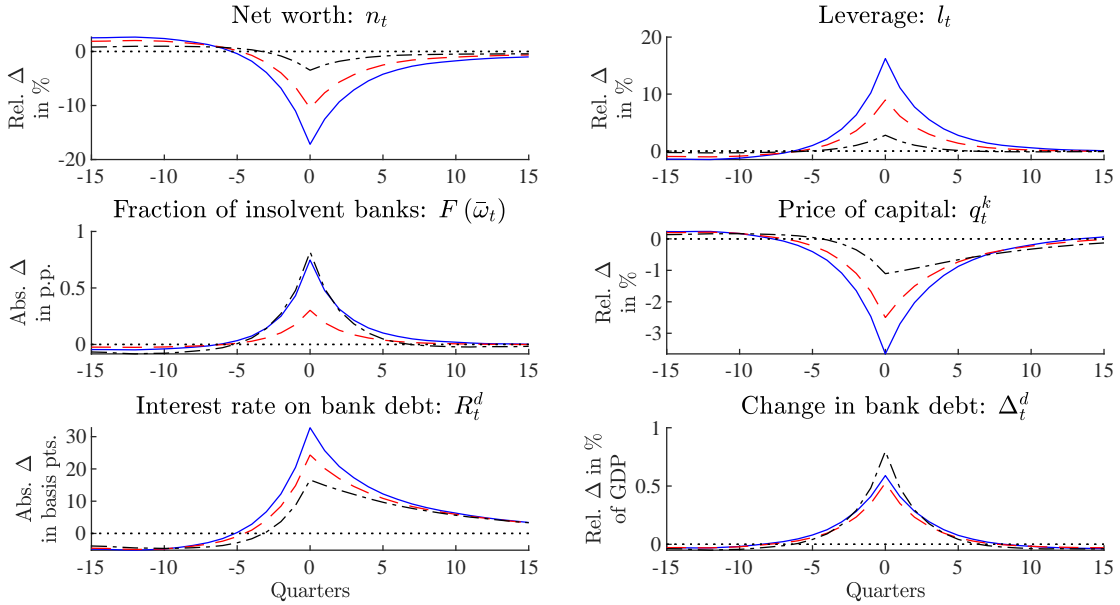 Net worth: n_t
Rel. Δ
in %
0
-10
-20
-15 -10 -5 0 5 10 15
Leverage: l_t
Rel. Δ
in %
20
10
0
-15 -10 -5 0 5 10 15
Fraction of insolvent banks: F (ω̄_t)
Abs. Δ
in p.p.
1
0.5
0
-15 -10 -5 0 5 10 15
Price of capital: q_t^k
Rel. Δ
in %
0
-1
-2
-3
-15 -10 -5 0 5 10 15
Interest rate on bank debt: R_t^d
Abs. Δ
in basis pts.
30
20
10
0
-15 -10 -5 0 5 10 15
Quarters
Change in bank debt: Δ_t^d
Rel. Δ in %
of GDP
1
0.5
0
-15 -10 -5 0 5 10 15
Quarters